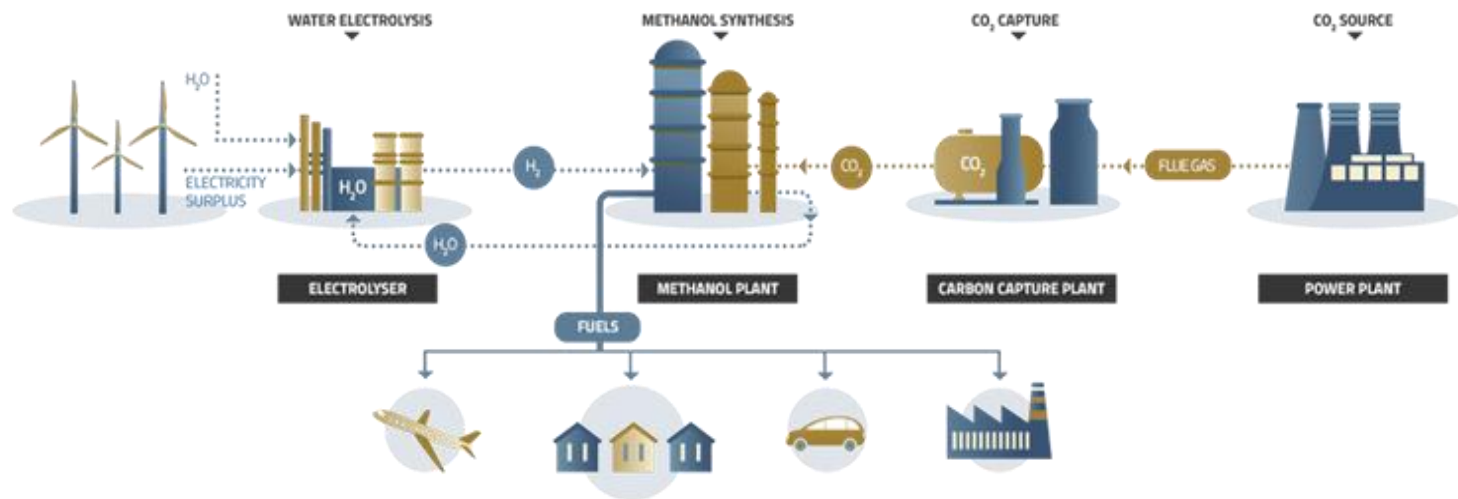 WATER ELECTROLYSIS
METHANOL SYNTHESIS
CO₂ CAPTURE
CO₂ SOURCE
H₂O
ELECTRICITY
SURPLUS
H₂O
H₂
CO₂
CO₂
FLUE GAS
H₂O
ELECTROLYSER
METHANOL PLANT
CARBON CAPTURE PLANT
POWER PLANT
FUELS